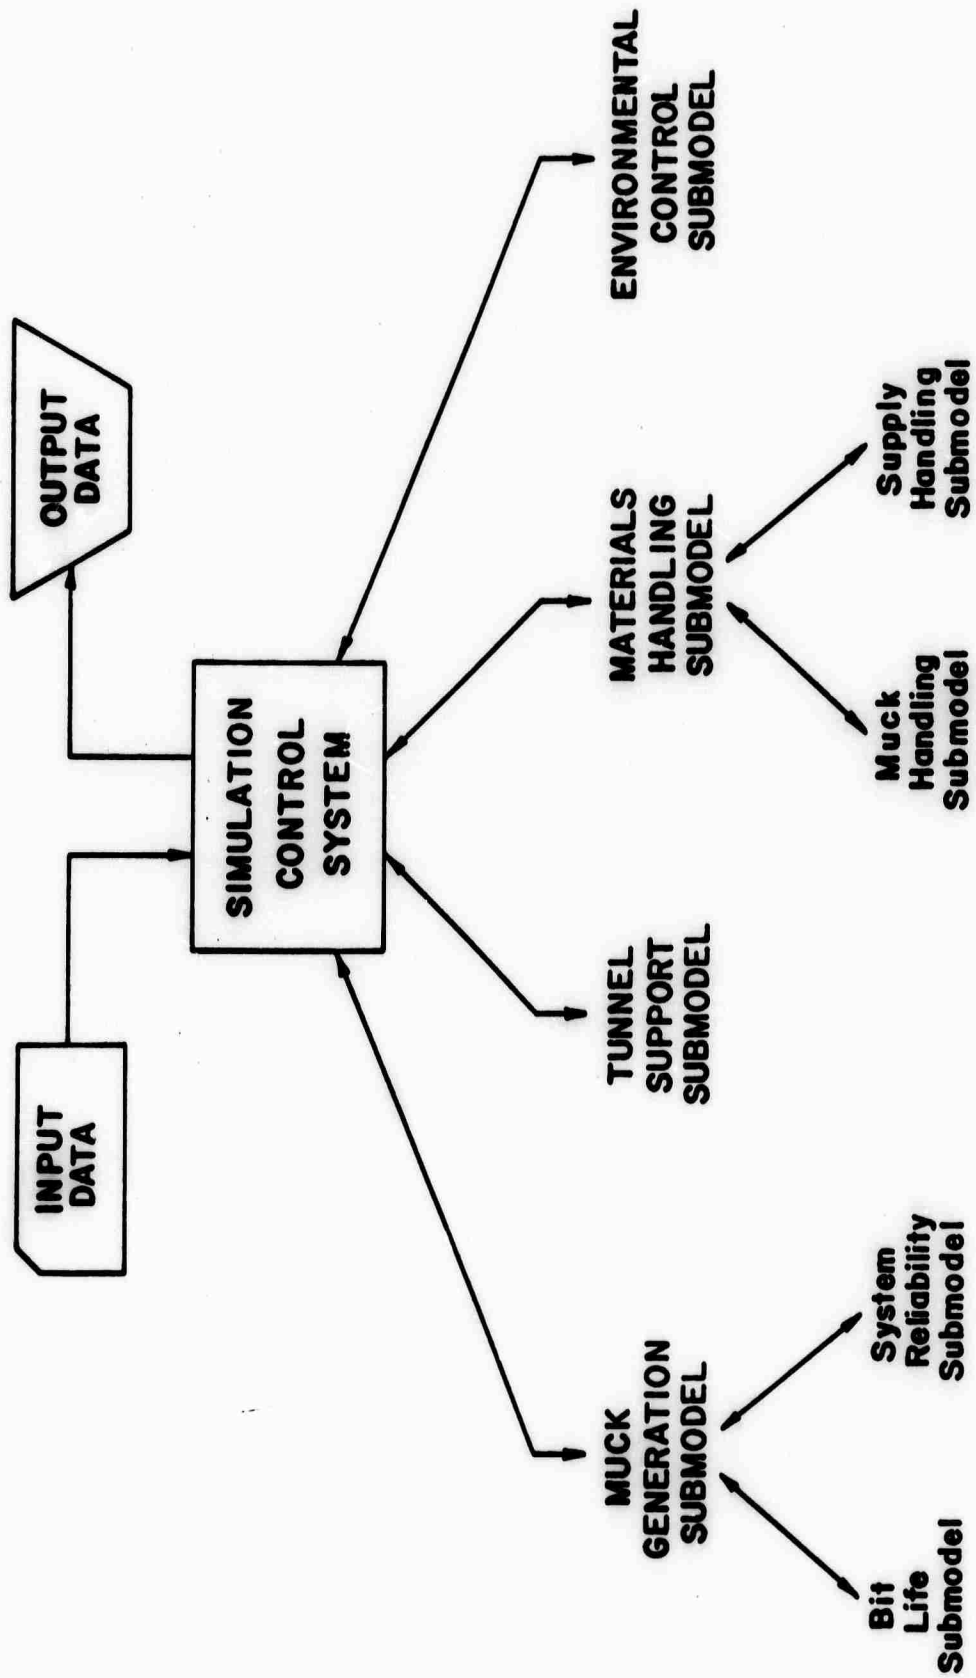 INPUT
DATA
OUTPUT
DATA
SIMULATION
CONTROL
SYSTEM
MUCK
GENERATION
SUBMODEL
TUNNEL
SUPPORT
SUBMODEL
MATERIALS
HANDLING
SUBMODEL
ENVIRONMENTAL
CONTROL
SUBMODEL
Bit
Life
Submodel
System
Reliability
Submodel
Muck
Handling
Submodel
Supply
Handling
Submodel